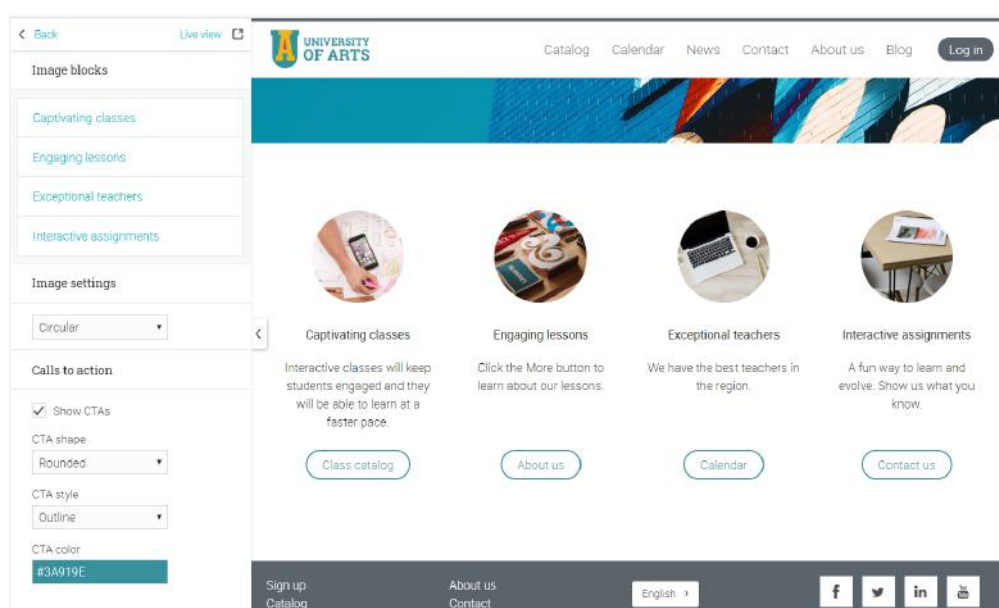 Back
Live view
Image blocks
Captivating classes
Engaging lessons
Exceptional teachers
Interactive assignments
Image settings
Circular
Calls to action
Show CTAs
CTA shape
Rounded
CTA style
Outline
CTA color
#3A919E
A UNIVERSITY
OF ARTS
Catalog Calendar News Contact About us Blog Log in
Captivating classes
Interactive classes will keep
students engaged and they
will be able to learn at a
faster pace.
Class catalog
Engaging lessons
Click the More button to
learn about our lessons.
About us
Exceptional teachers
We have the best teachers in
the region.
Calendar
Interactive assignments
A fun way to learn and
evolve. Show us what you
know.
Contact us
Sign up
Catalog
About us
Contact
English
f
in